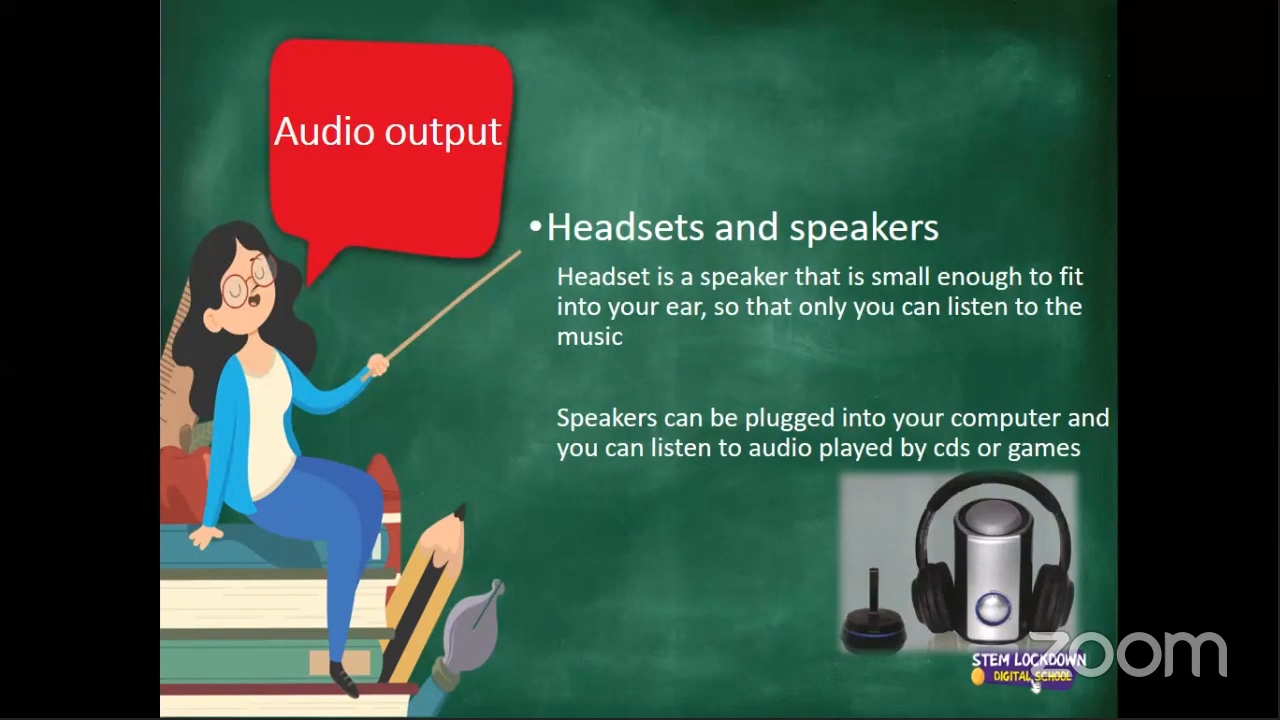 Audio output
•Headsets and speakers
Headset is a speaker that is small enough to fit
into your ear, so that only you can listen to the
music
Speakers can be plugged into your computer and
you can listen to audio played by cds or games
zoom
STEM LOCKDOWN
DIGITAL SCHOOL